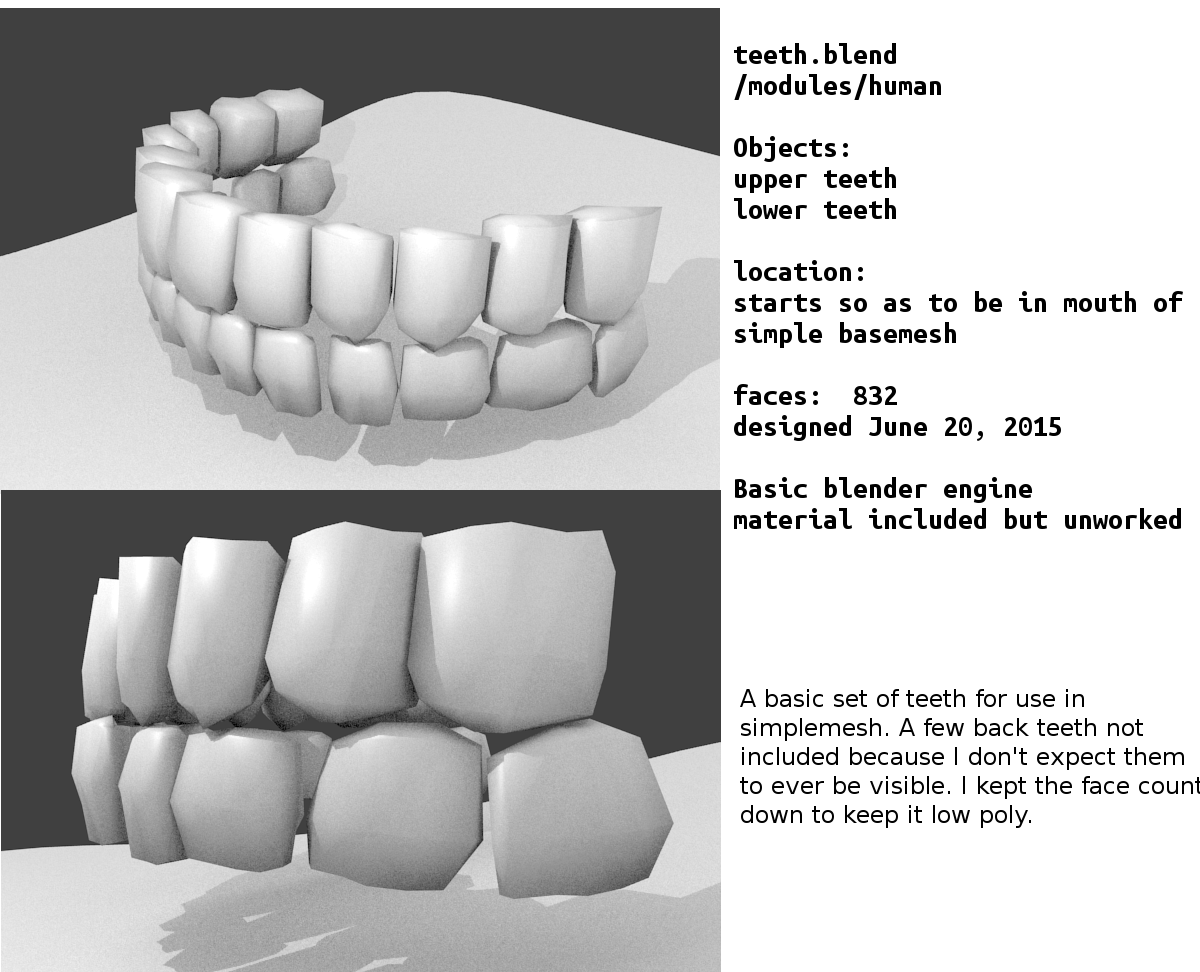 teeth.blend
/modules/human
Objects:
upper teeth
lower teeth
location:
starts so as to be in mouth of
simple basemesh
faces:  832
designed June 20, 2015
Basic blender engine
material included but unworked
A basic set of teeth for use in
simplemesh. A few back teeth not
included because I don't expect them
to ever be visible. I kept the face count
down to keep it low poly.